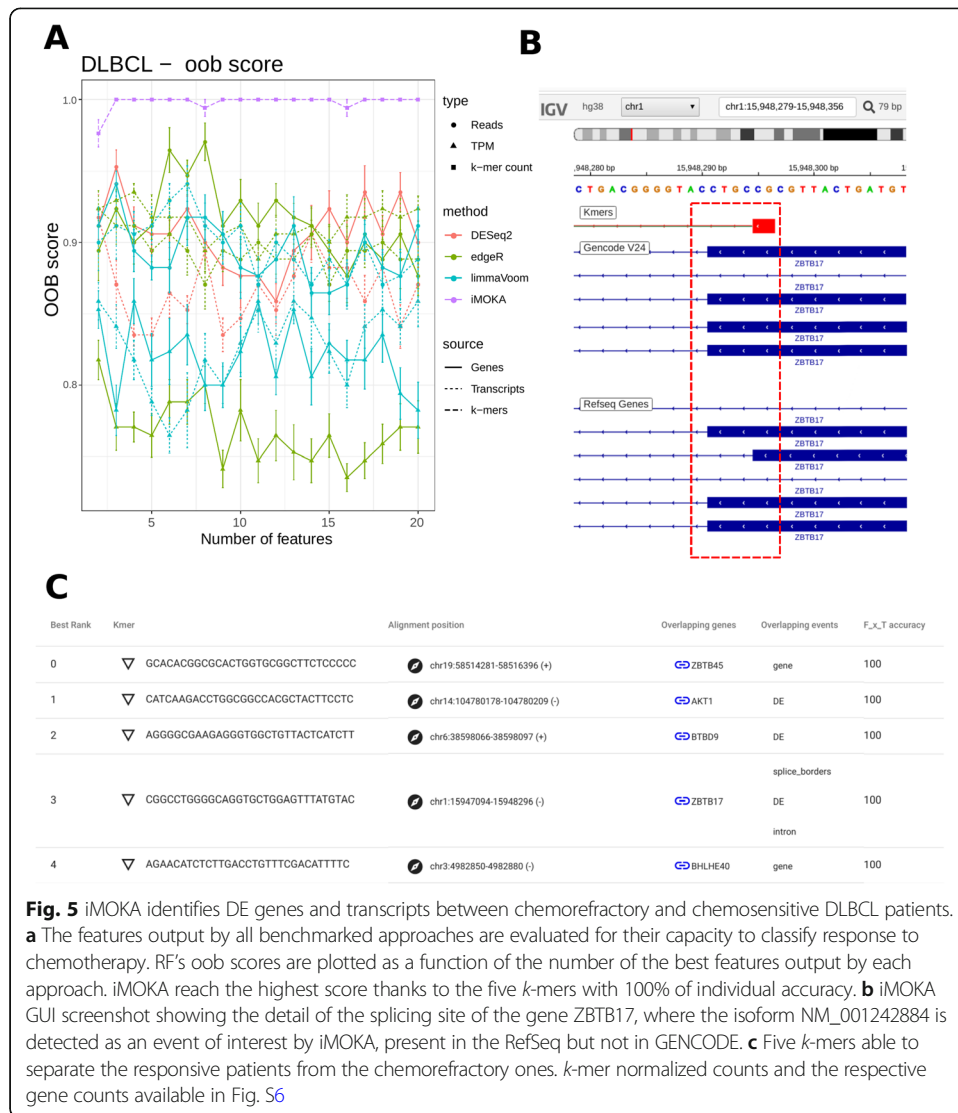 A
DLBCL – oob score
1.0
0.9
0.8
OOB score
5
10
15
20
Number of features
type
Reads
TPM
k-mer count
method
DESeq2
edgeR
limmaVoom
iMOKA
source
Genes
Transcripts
k-mers
B
IGV hg38 chr1 chr1:15,948,279-15,948,356 79 bp
,948,280 bp 15,948,290 bp 15,948,300 bp 1:
C T G A C G G G G T A C C T G C C G C G T T A C T G A T G T
Kmers
Gencode V24
ZBTB17
ZBTB17
ZBTB17
ZBTB17
ZBTB17
Refseq Genes
ZBTB17
ZBTB17
ZBTB17
ZBTB17
ZBTB17
ZBTB17
C
Best Rank Kmer Alignment position Overlapping genes Overlapping events F_x_T accuracy
0 GCACACGGCGCACTGGTGCGGCTTCTCCCCC chr19:58514281-58516396 (+) ZBTB45 gene 100
1 CATCAAGACCTGGCGGCCACGCTACTTCCTC chr14:104780178-104780209 (-) AKT1 DE 100
2 AGGGGCGAAGAGGGTGGCTGTTACTCATCTT chr6:38598066-38598097 (+) BTBD9 DE 100
splice_borders
3 CGGCCTGGGGCAGGTGCTGGAGTTTATGTAC chr1:15947094-15948296 (-) ZBTB17 DE 100
intron
4 AGAACATCTCTTGACCTGTTTCGACATTTTC chr3:4982850-4982880 (-) BHLHE40 gene 100
Fig. 5 iMOKA identifies DE genes and transcripts between chemorefractory and chemosensitive DLBCL patients.
a The features output by all benchmarked approaches are evaluated for their capacity to classify response to
chemotherapy. RF's oob scores are plotted as a function of the number of the best features output by each
approach. iMOKA reach the highest score thanks to the five k-mers with 100% of individual accuracy. b iMOKA
GUI screenshot showing the detail of the splicing site of the gene ZBTB17, where the isoform NM_001242884 is
detected as an event of interest by iMOKA, present in the RefSeq but not in GENCODE. c Five k-mers able to
separate the responsive patients from the chemorefractory ones. k-mer normalized counts and the respective
gene counts available in Fig. S6